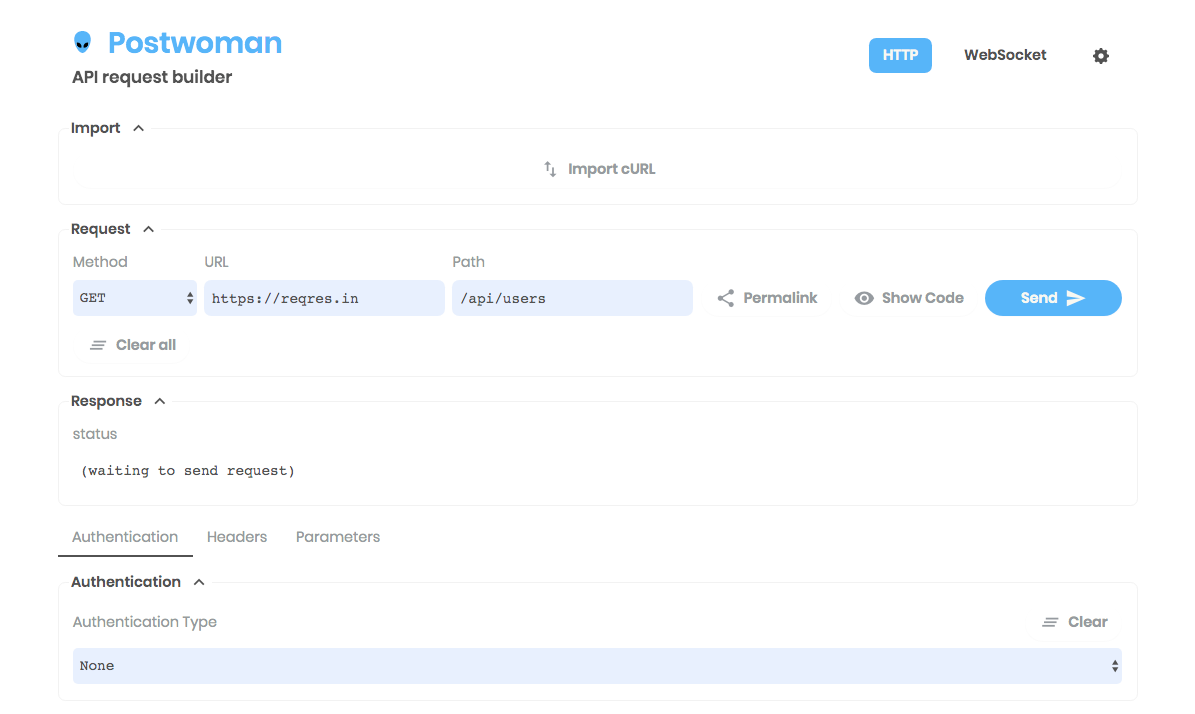 Postwoman
API request builder
HTTP WebSocket
Import
Import cURL
Request
Method URL Path
GET https://reqres.in /api/users Permalink Show Code Send
Clear all
Response
status
(waiting to send request)
Authentication Headers Parameters
Authentication
Authentication Type Clear
None